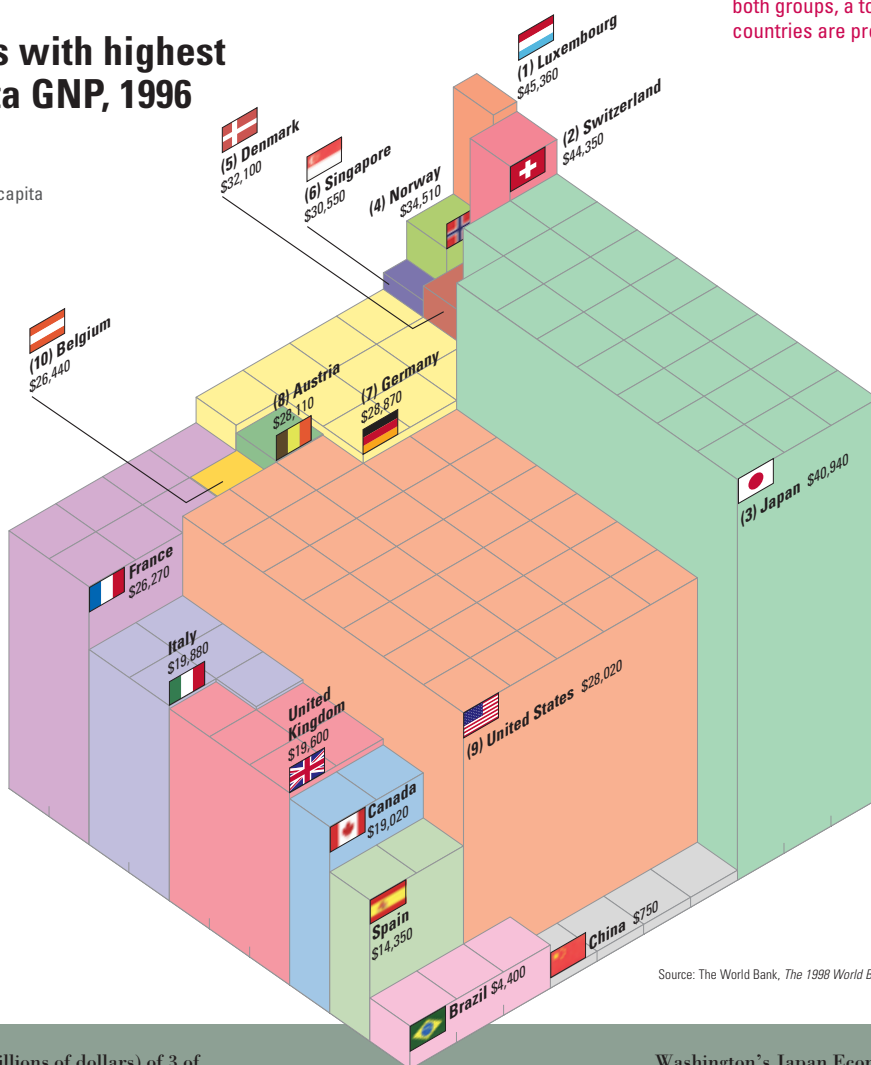 both groups, a to
countries are pr
s with highest
ta GNP, 1996
capita
(1) Luxembourg
$45,360
(2) Switzerland
$44,350
(5) Denmark
$32,100
(6) Singapore
$30,550
(4) Norway
$34,510
(10) Belgium
$26,440
(8) Austria
$28,110
(7) Germany
$28,870
(3) Japan $40,940
France
$26,270
Italy
$19,880
United
Kingdom
$19,600
(9) United States $28,020
Canada
$19,020
Spain
$14,350
China $750
Brazil $4,400
Source: The World Bank, The 1998 World B
illions of dollars) of 3 of
Washington's Japan Econ